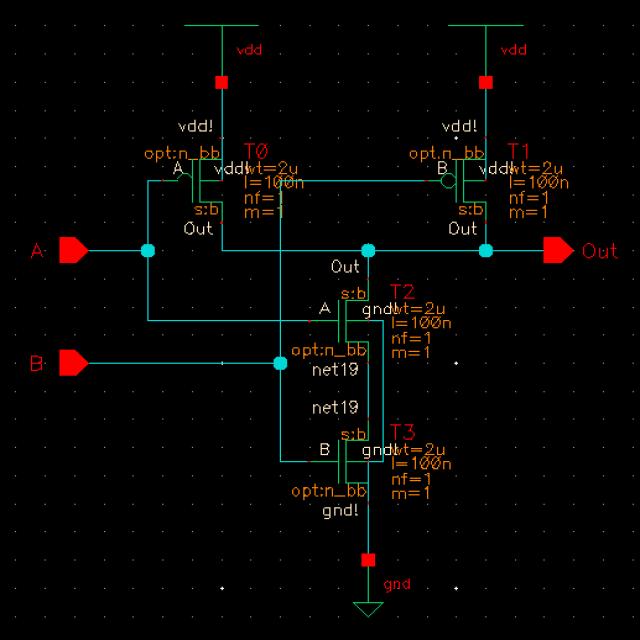 vdd
vdd
vdd!
vdd!
opt:n_bb
T0
opt:n_bb
T1
A
vdd!
wt=2u
B
vdd!
wt=2u
l=100n
l=100n
nf=1
nf=1
s:b
m=1
s:b
m=1
Out
Out
A
Out
Out
s:b
T2
A
gnd!
wt=2u
l=100n
nf=1
opt:n_bb
m=1
B
net19
net19
s:b
T3
B
gnd!
wt=2u
l=100n
nf=1
opt:n_bb
m=1
gnd!
gnd